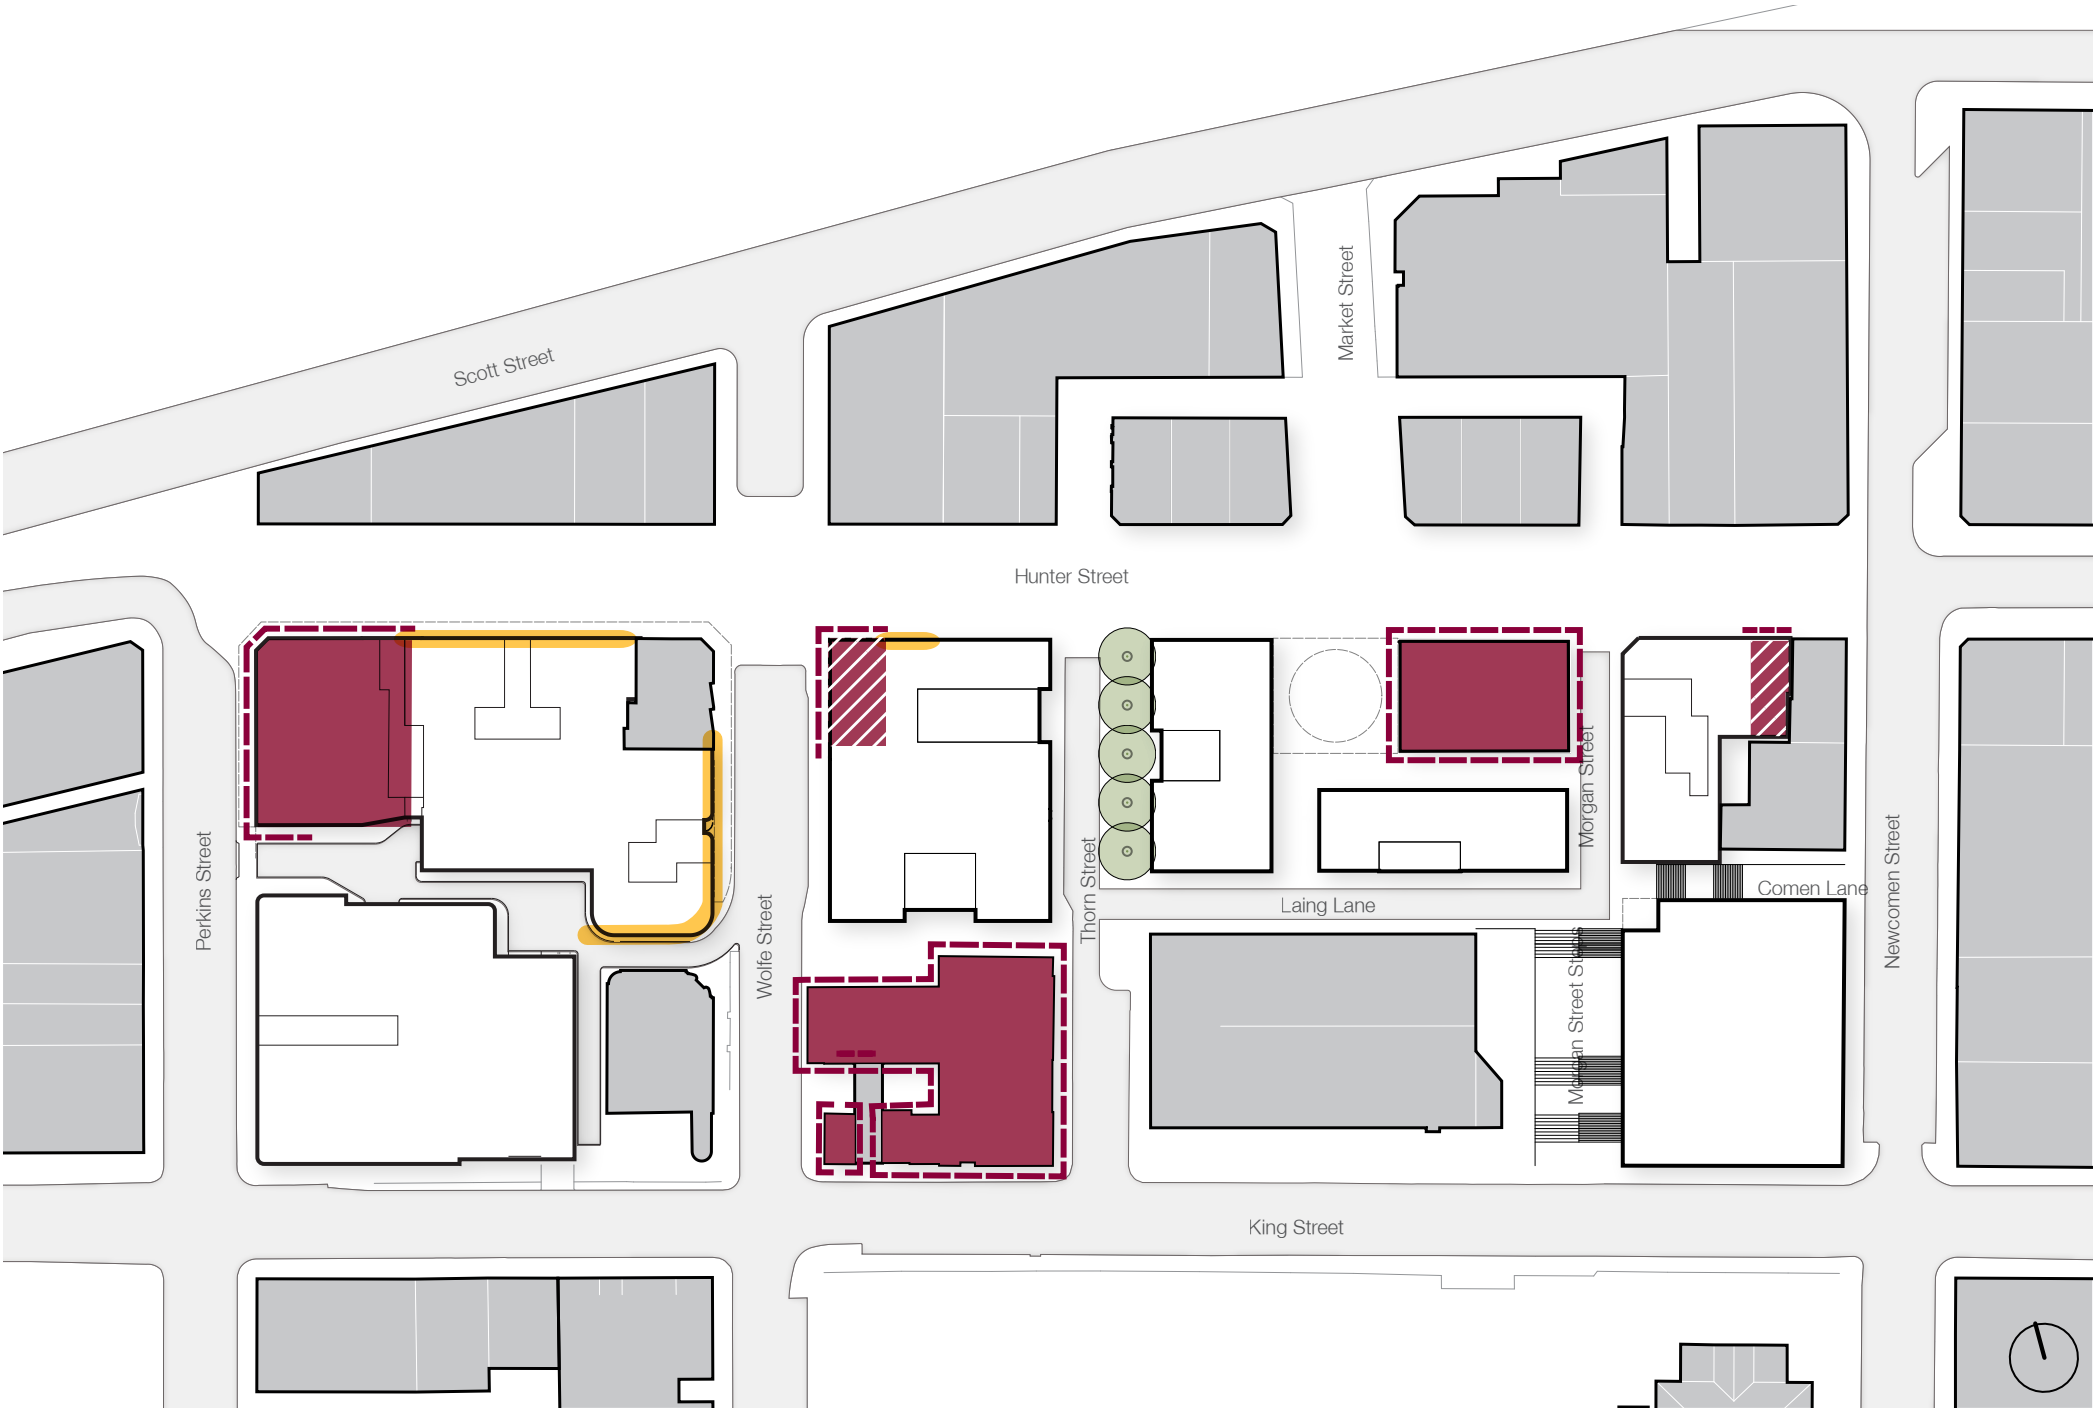 Scott Street
Market Street
Hunter Street
Perkins Street
Wolfe Street
Thorn Street
Morgan Street
Laing Lane
Comen Lane
Newcomen Street
Morgan Street Steps
King Street